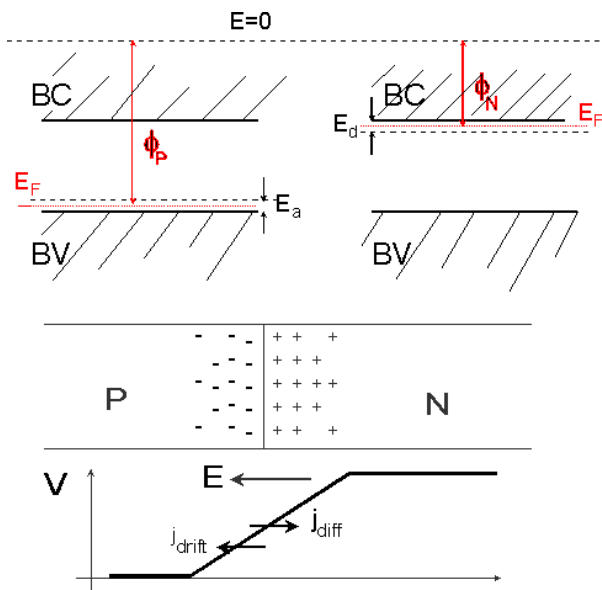 E=0
BC
ϕP
EF
Ea
BV
BC
ϕN
Ed
EF
BV
- - - + + +
- - - + + + +
- - - + + + + +
- - - + + + +
- - - + + +
P
N
V
E
jdiff
jdrift